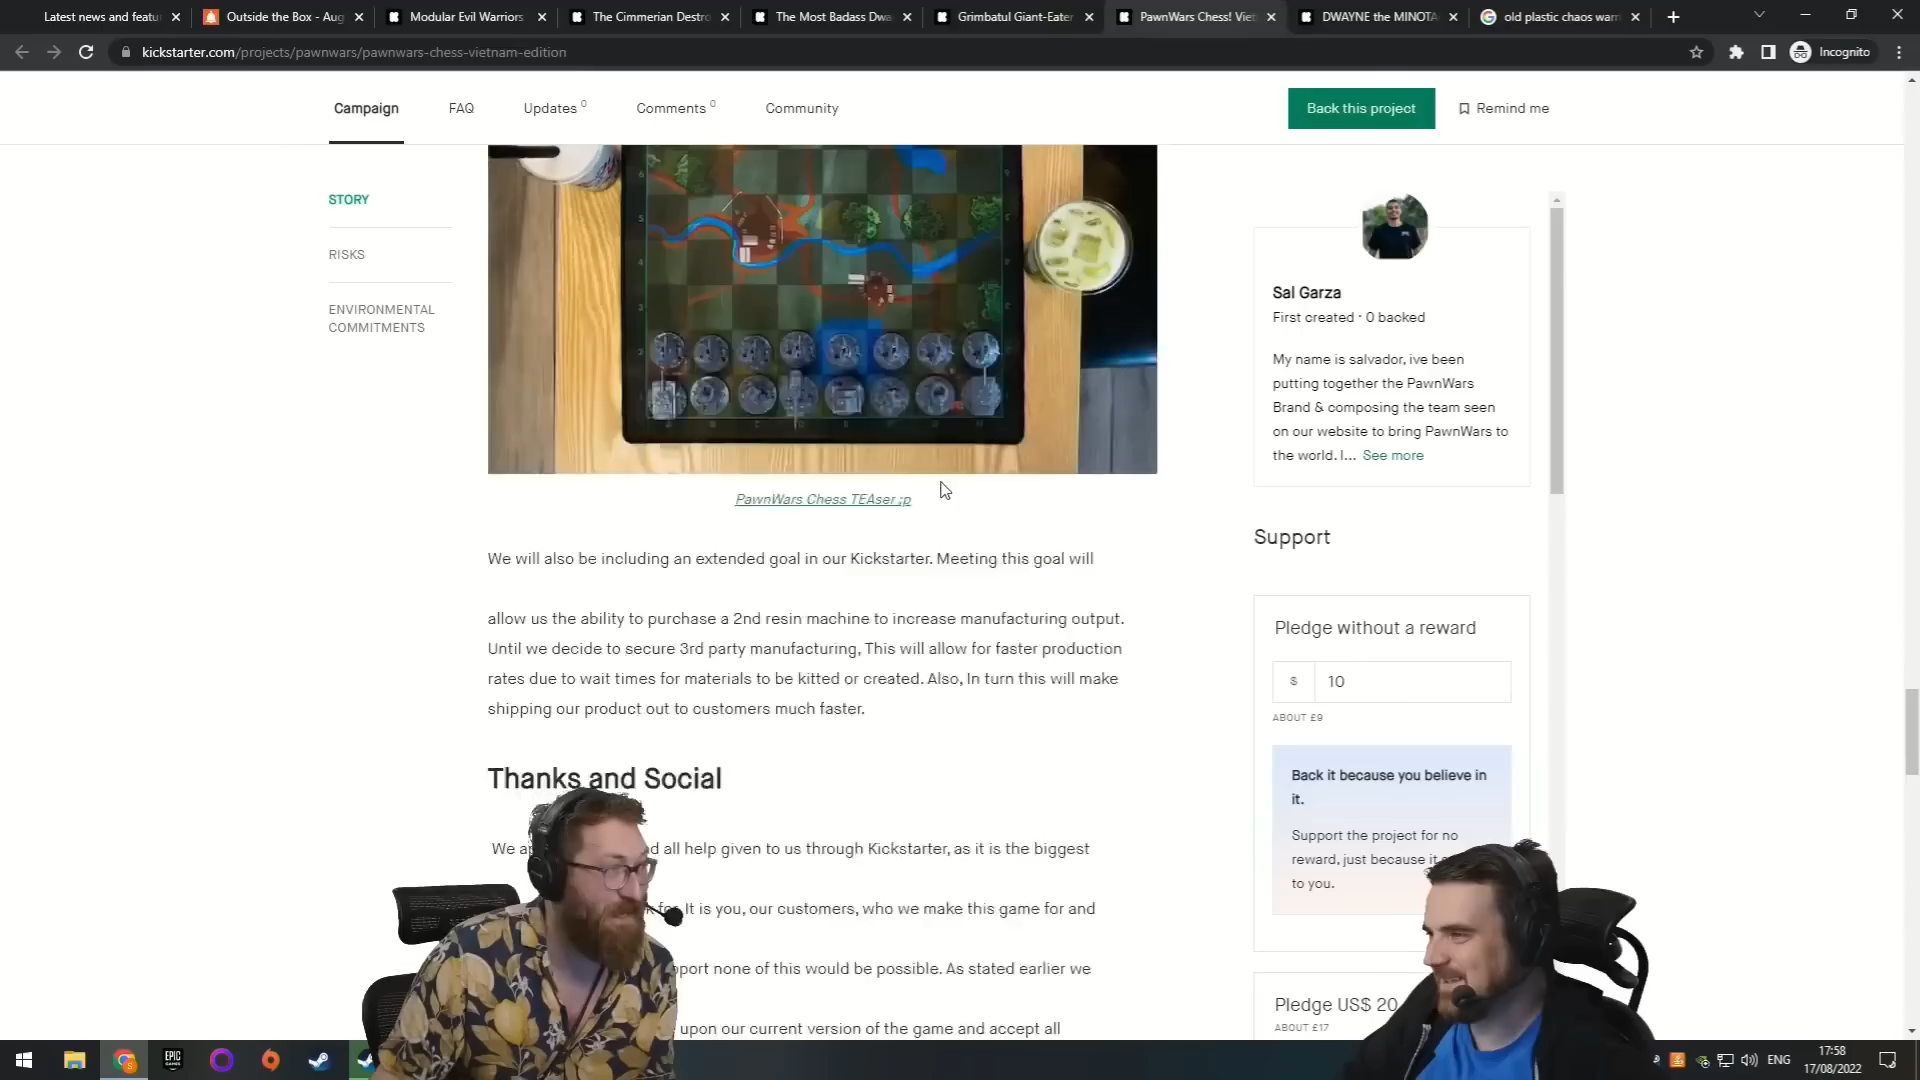 Latest news and featu
Outside the Box - Aug
Modular Evil Warriors
The Cimmerian Destro
The Most Badass Dwa
Grimbatul Giant-Eater
PawnWars Chess! Viet
DWAYNE the MINOTA
old plastic chaos warr
kickstarter.com/projects/pawnwars/pawnwars-chess-vietnam-edition
Incognito
Campaign
FAQ
Updates 0
Comments 0
Community
Back this project
Remind me
STORY
RISKS
ENVIRONMENTAL
COMMITMENTS
PawnWars Chess TEAser ;p
We will also be including an extended goal in our Kickstarter. Meeting this goal will
allow us the ability to purchase a 2nd resin machine to increase manufacturing output.
Until we decide to secure 3rd party manufacturing, This will allow for faster production
rates due to wait times for materials to be kitted or created. Also, In turn this will make
shipping our product out to customers much faster.
Thanks and Social
We a
d all help given to us through Kickstarter, as it is the biggest
It is you, our customers, who we make this game for and
pport none of this would be possible. As stated earlier we
upon our current version of the game and accept all
Sal Garza
First created · 0 backed
My name is salvador, ive been
putting together the PawnWars
Brand & composing the team seen
on our website to bring PawnWars to
the world. I... See more
Support
Pledge without a reward
$ 10
ABOUT £9
Back it because you believe in
it.
Support the project for no
reward, just because it
to you.
Pledge US$ 20
ABOUT £17
EPIC
GAMES
ENG
17:58
17/08/2022